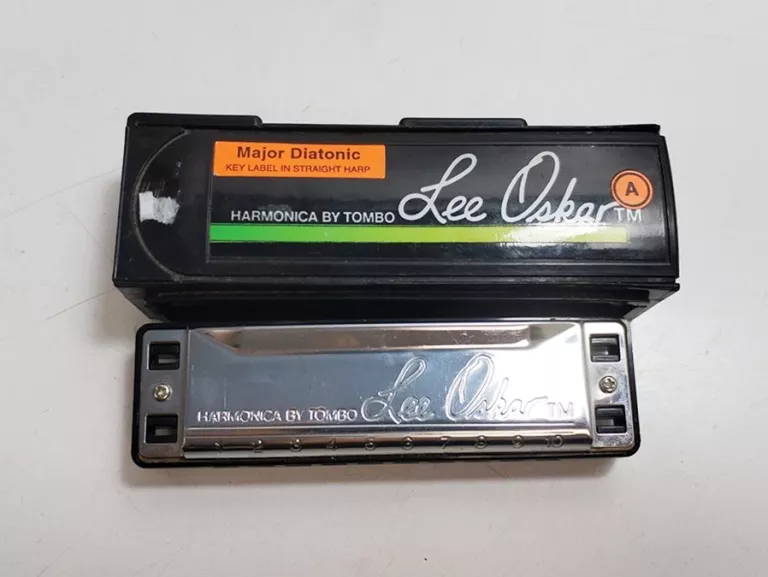 Major Diatonic
KEY LABEL IN STRAIGHT HARP
HARMONICA BY TOMBO Lee Oskar TM
A
HARMONICA BY TOMBO Lee Oskar TM
1 2 3 4 5 6 7 8 9 10